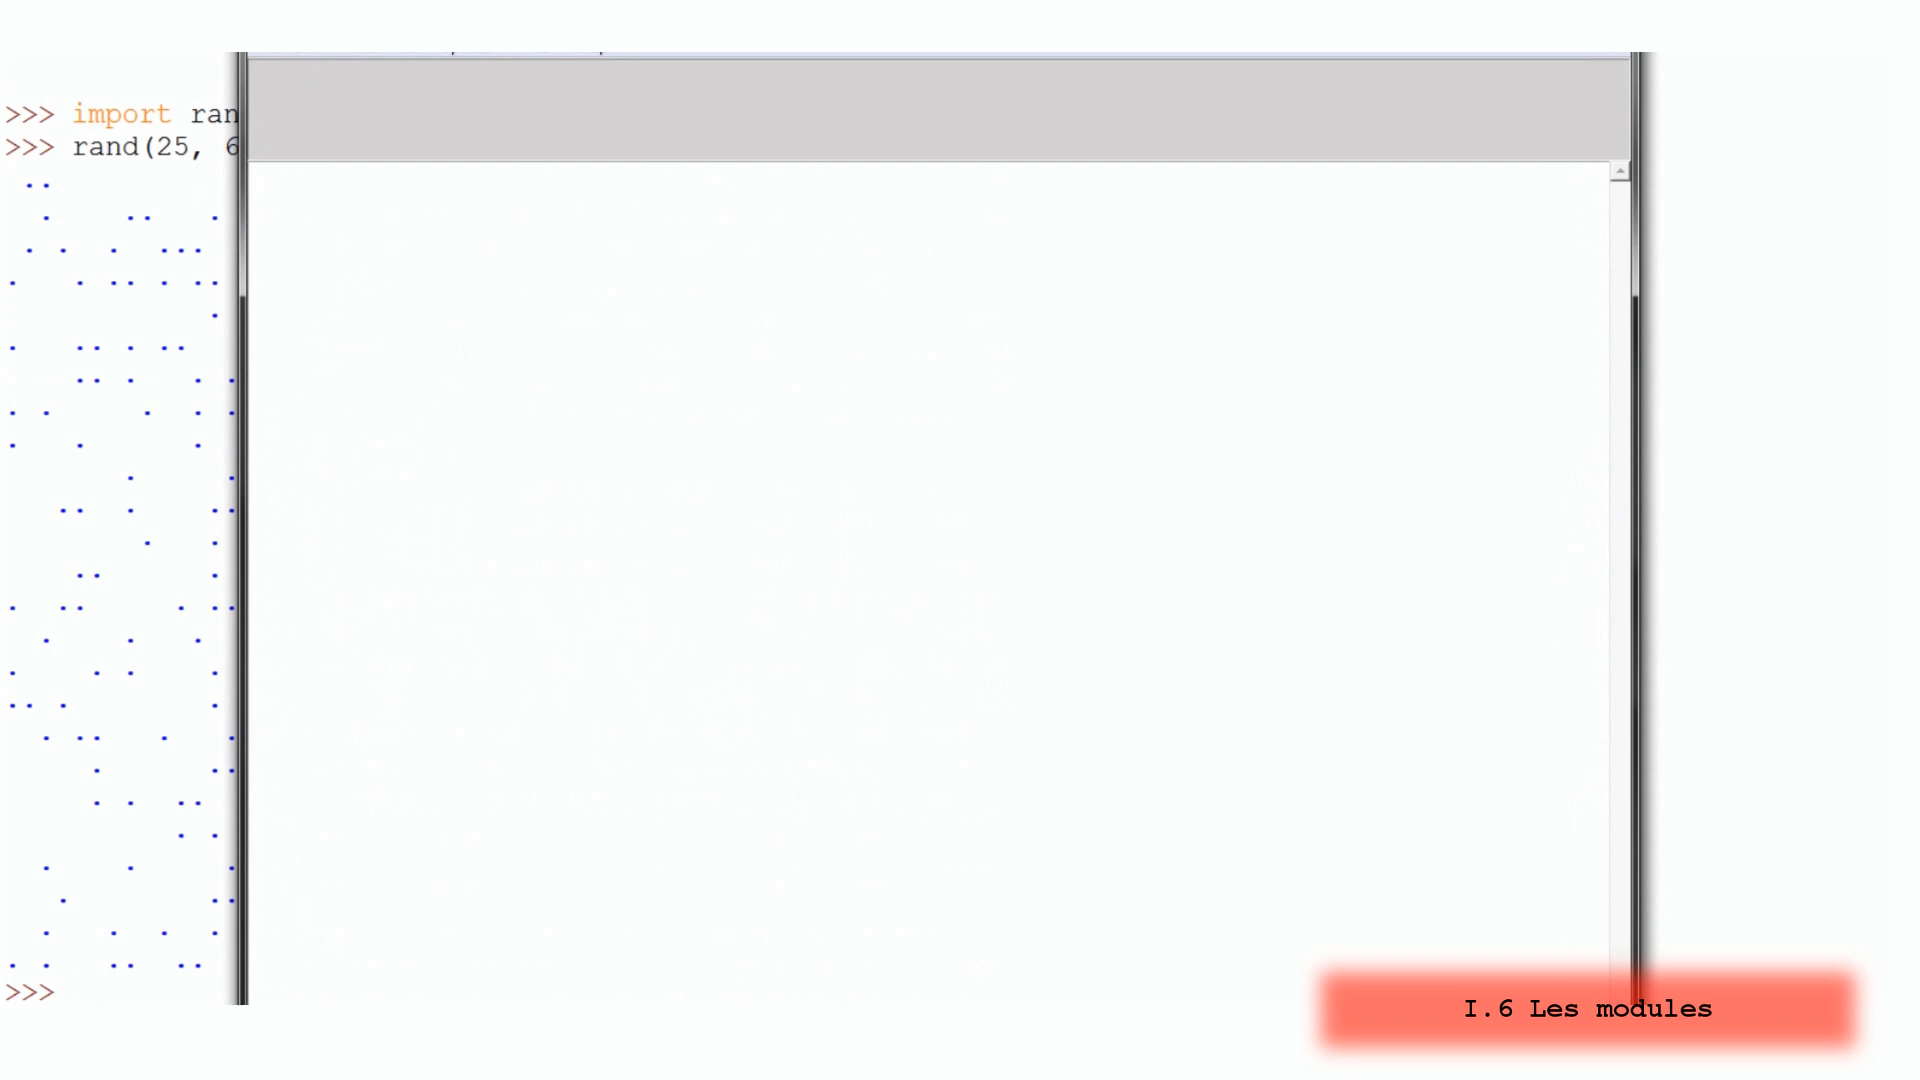 >>> import ran
>>> rand(25, 6
>>>
I.6 Les modules